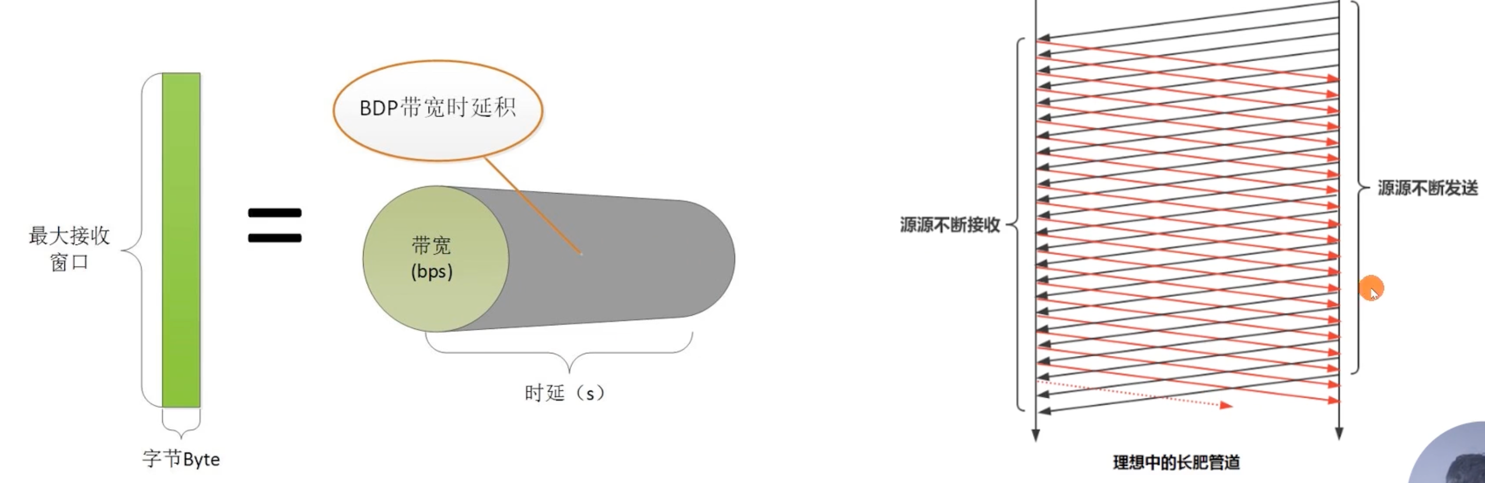 BDP带宽时延积
最大接收
窗口
带宽
(bps)
时延（s）
字节Byte
源源不断接收
源源不断发送
理想中的长肥管道